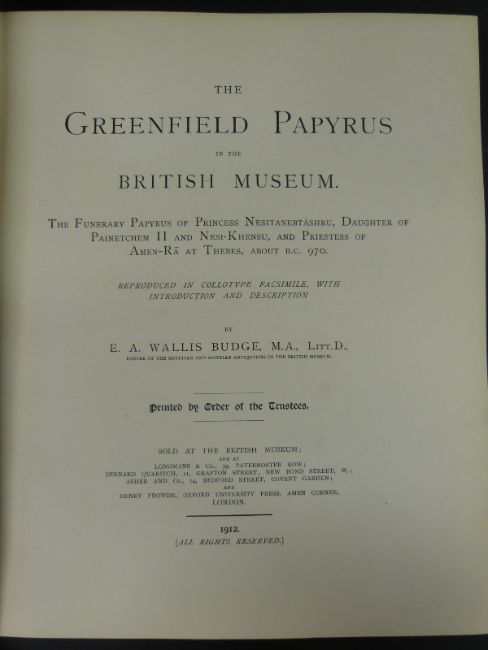 THE
GREENFIELD PAPYRUS
IN THE
BRITISH MUSEUM.
THE FUNERARY PAPYRUS OF PRINCESS NESITANEBTÁSHRU, DAUGHTER OF
PAINETCHEM II AND NESI-KHENSU, AND PRIESTESS OF
AMEN-RĀ AT THEBES, ABOUT B.C. 970.
REPRODUCED IN COLLOTYPE FACSIMILE, WITH
INTRODUCTION AND DESCRIPTION
BY
E. A. WALLIS BUDGE, M.A., LITT.D.,
KEEPER OF THE EGYPTIAN AND ASSYRIAN ANTIQUITIES IN THE BRITISH MUSEUM.
Printed by Order of the Trustees.
SOLD AT THE BRITISH MUSEUM;
AND AT
LONGMANS & CO., 39, PATERNOSTER ROW;
BERNARD QUARITCH, 11, GRAFTON STREET, NEW BOND STREET, W.;
ASHER AND CO., 14, BEDFORD STREET, COVENT GARDEN;
AND
HENRY FROWDE, OXFORD UNIVERSITY PRESS, AMEN CORNER,
LONDON.
1912.
[ALL RIGHTS RESERVED.]